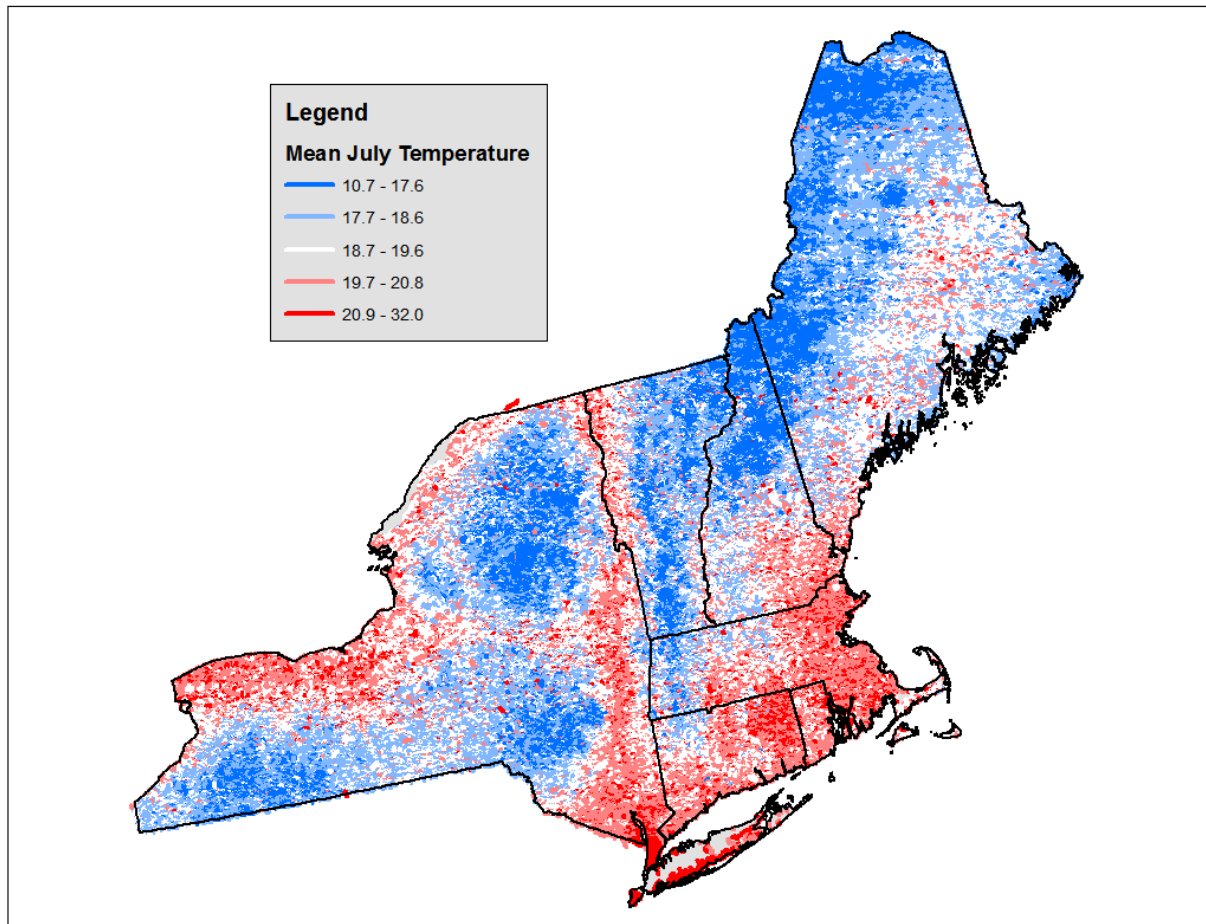 Legend
Mean July Temperature
10.7 - 17.6
17.7 - 18.6
18.7 - 19.6
19.7 - 20.8
20.9 - 32.0